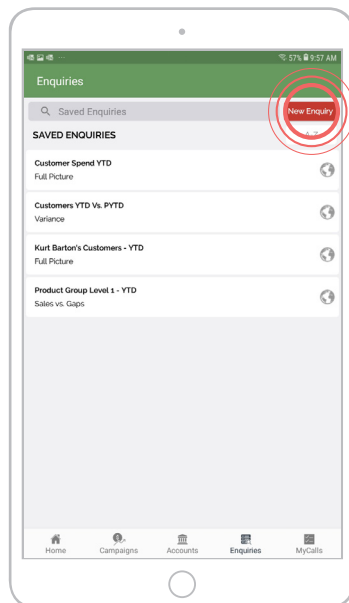 57% 9:57 AM
Enquiries
Saved Enquiries
New Enquiry
SAVED ENQUIRIES
A-Z
Customer Spend YTD
Full Picture
Customers YTD Vs. PYTD
Variance
Kurt Barton's Customers - YTD
Full Picture
Product Group Level 1 - YTD
Sales vs. Gaps
Home Campaigns Accounts Enquiries MyCalls